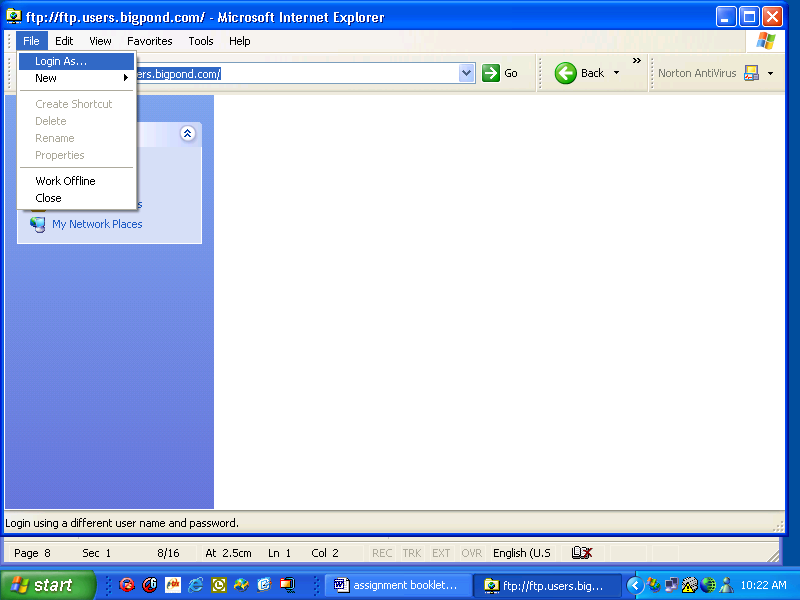 ftp://ftp.users.bigpond.com/ - Microsoft Internet Explorer
File Edit View Favorites Tools Help
ers.bigpond.com/ Go Back » Norton AntiVirus
Login As...
New
Create Shortcut
Delete
Rename
Properties
Work Offline
Close
My Network Places
Login using a different user name and password.
Page 8 Sec 1 8/16 At 2.5cm Ln 1 Col 2 REC TRK EXT OVR English (U.S
start assignment booklet... ftp://ftp.users.big... 10:22 AM